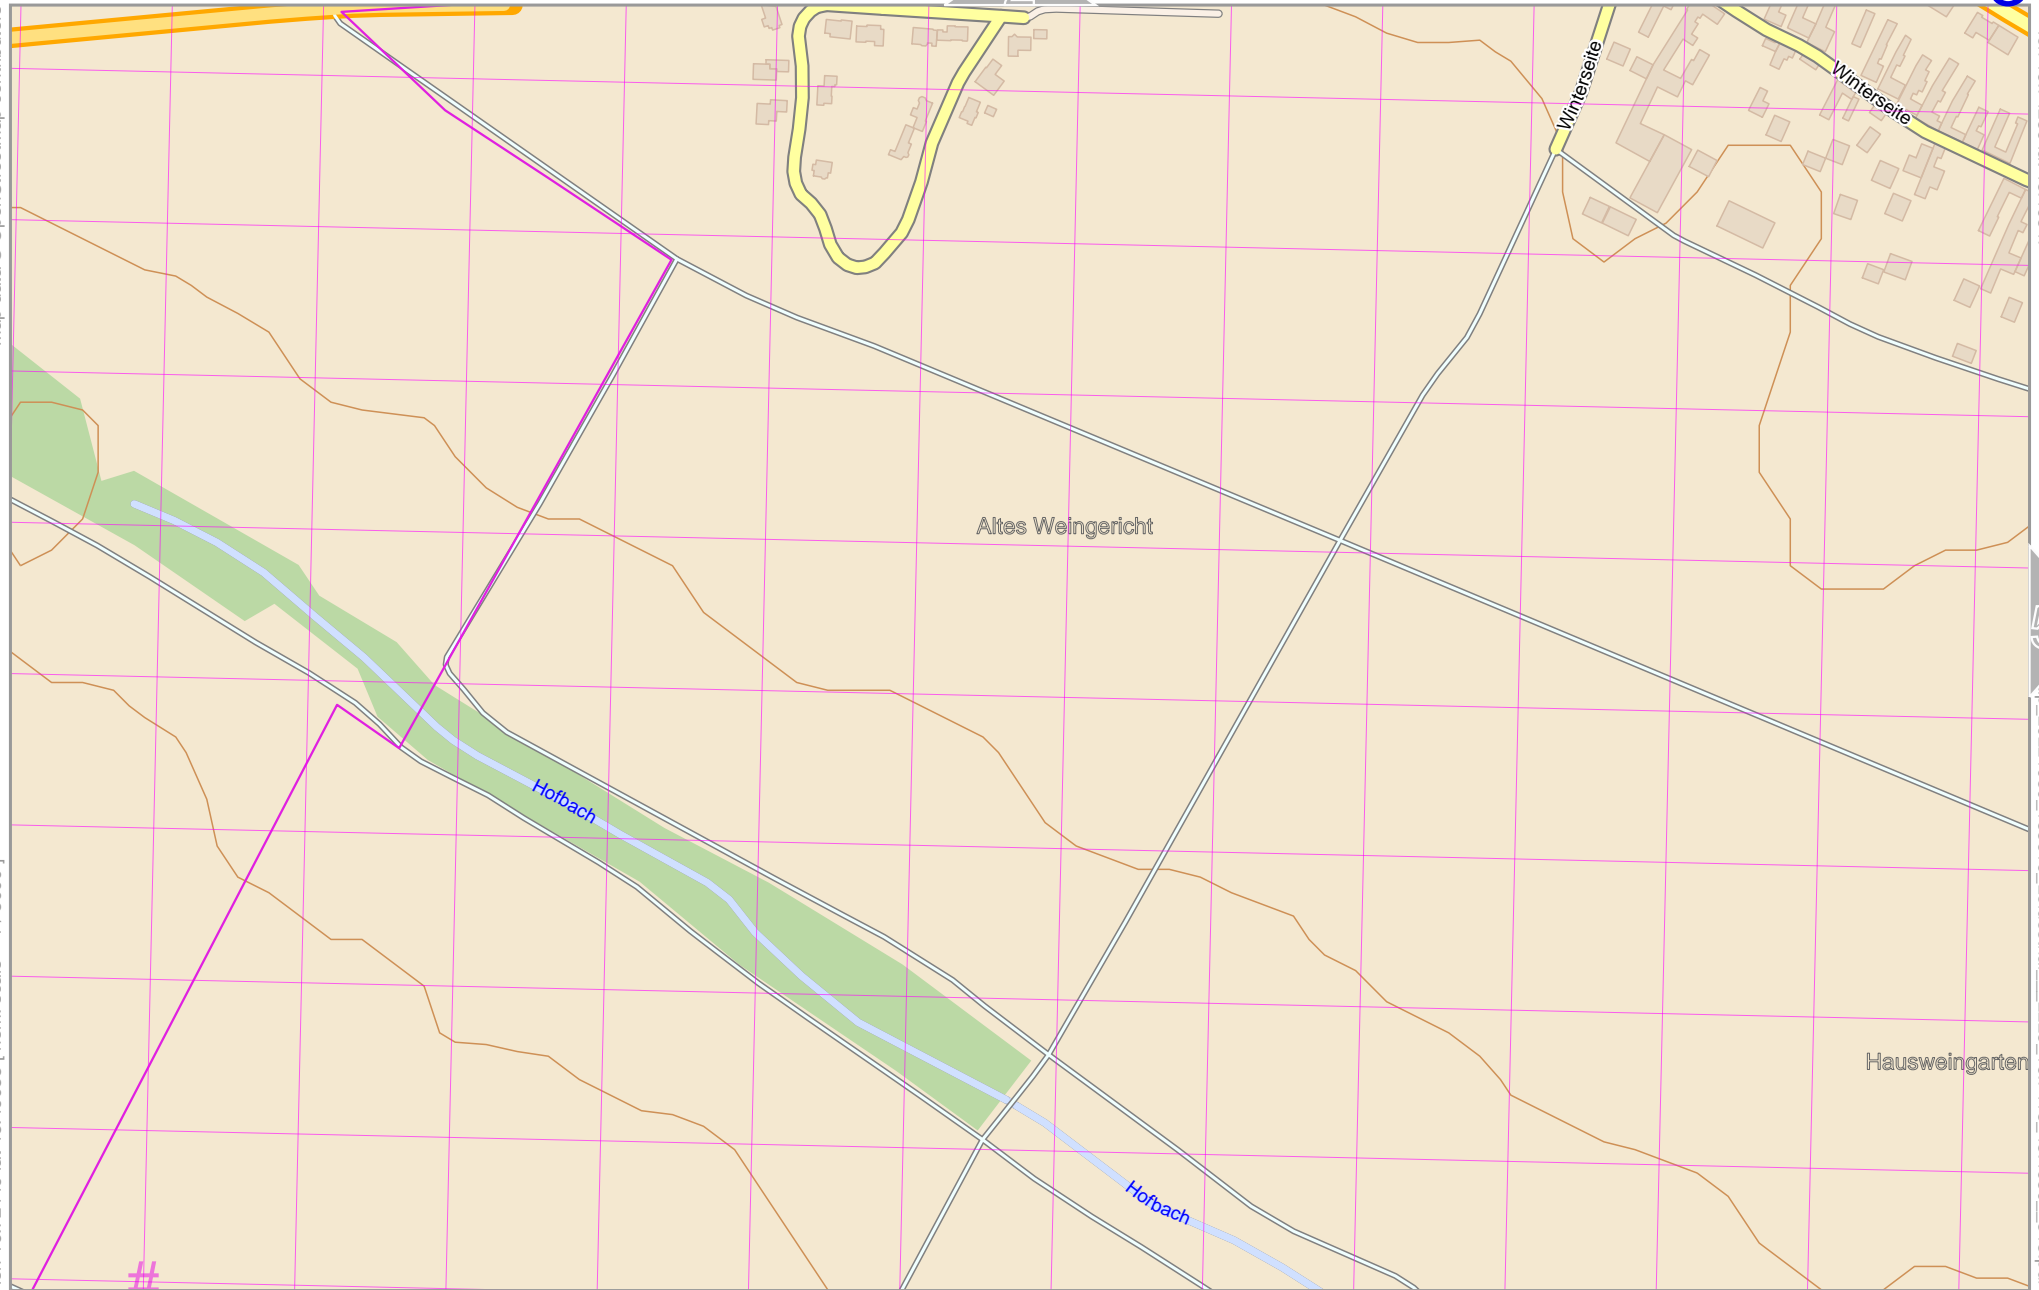 Winterseite
Winterseite
Altes Weingericht
Hofbach
Hausweingarten
Hofbach
#